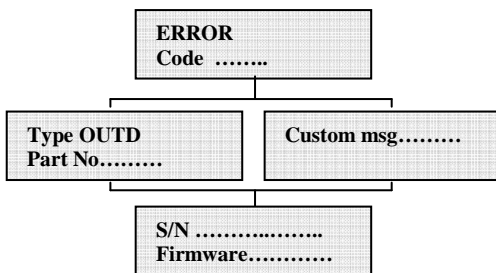 ERROR
Code ……..
Type OUTD
Part No………
Custom msg………
S/N ………..……..
Firmware…………